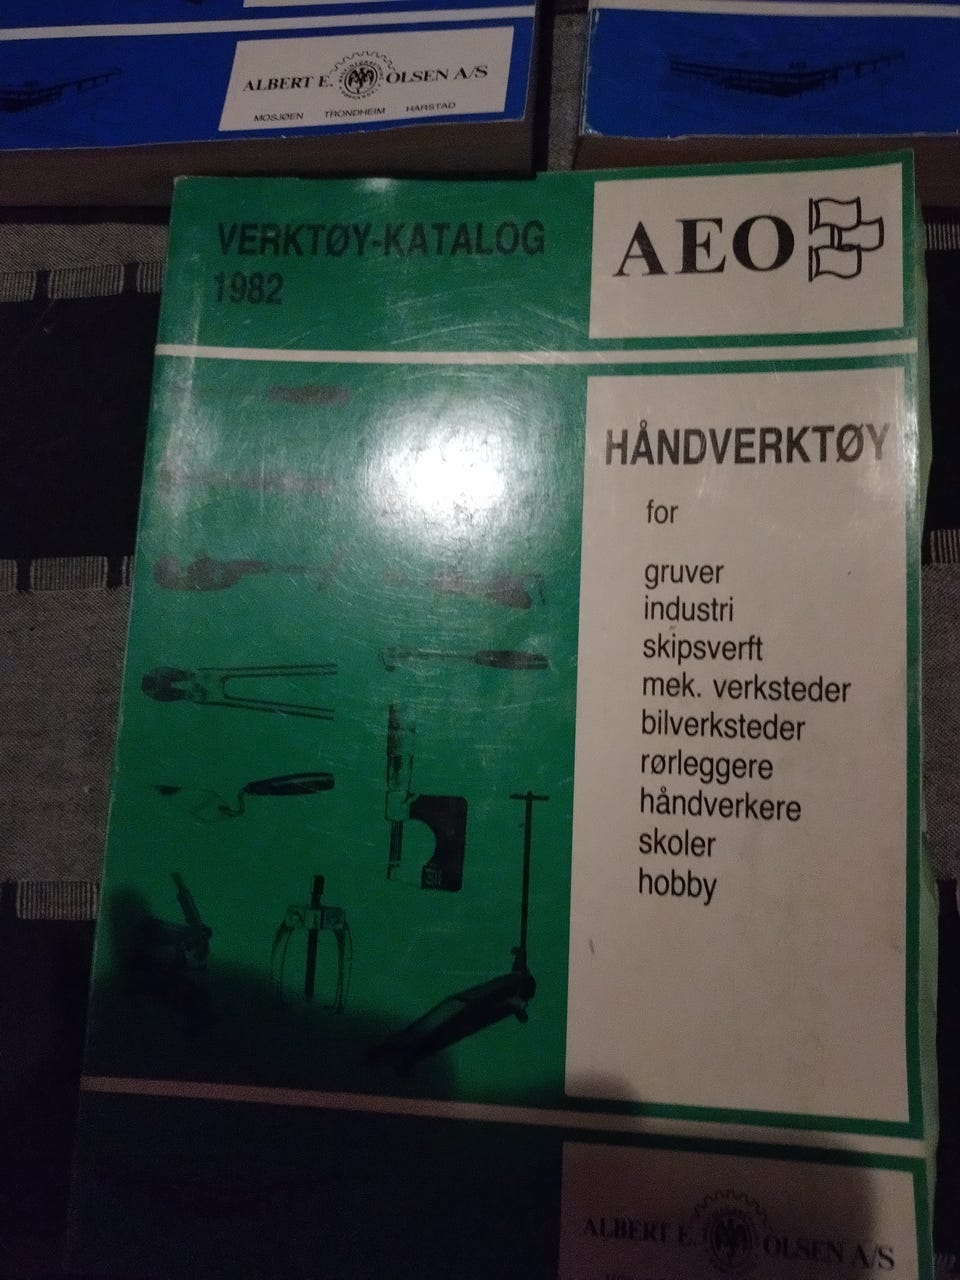 ALBERT E. OLSEN A/S
MOSJØEN TRONDHEIM HARSTAD
VERKTØY-KATALOG
1982
AEO
HÅNDVERKTØY
for
gruver
industri
skipsverft
mek. verksteder
bilverksteder
rørleggere
håndverkere
skoler
hobby
ALBERT E. OLSEN A/S